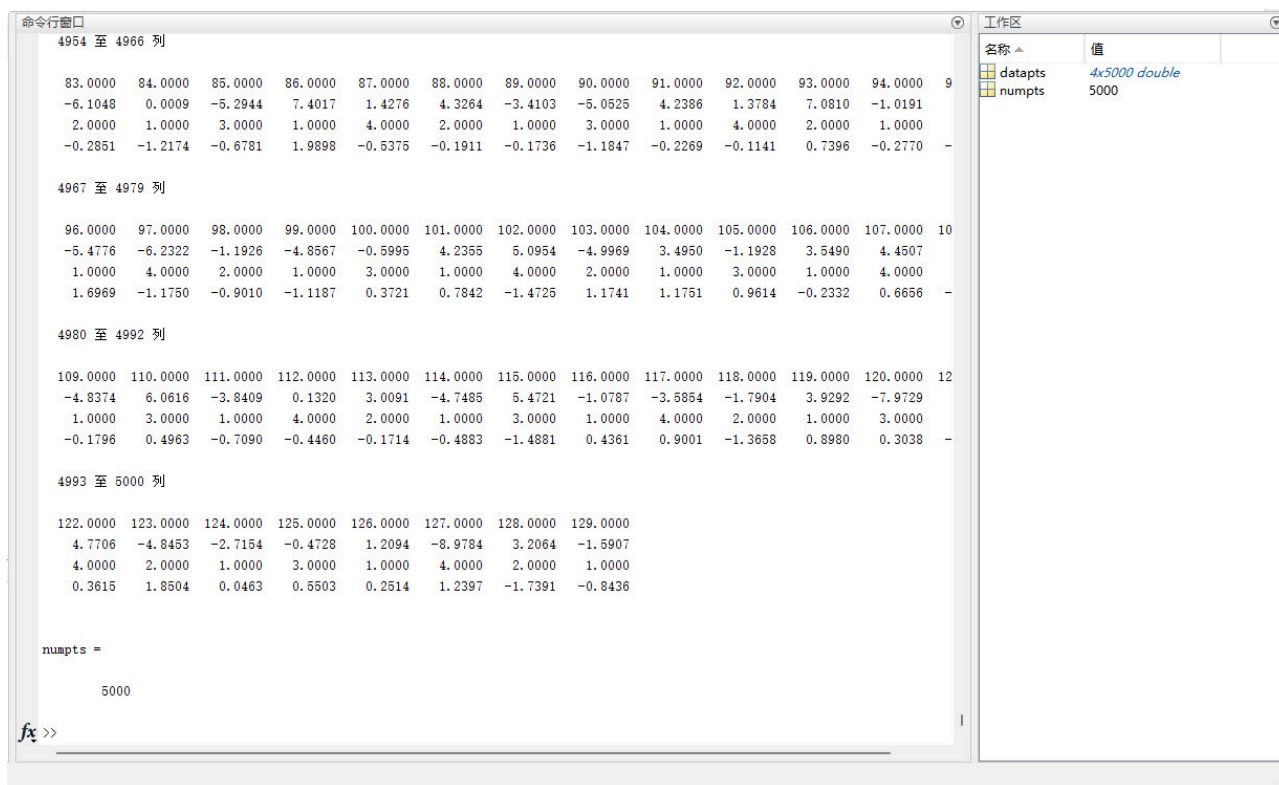 命令行窗口
4954 至 4966 列
83.0000 84.0000 85.0000 86.0000 87.0000 88.0000 89.0000 90.0000 91.0000 92.0000 93.0000 94.0000 9
-6.1048 0.0009 -5.2944 7.4017 1.4276 4.3264 -3.4103 -5.0525 4.2386 1.3784 7.0810 -1.0191
2.0000 1.0000 3.0000 1.0000 4.0000 2.0000 1.0000 3.0000 1.0000 4.0000 2.0000 1.0000
-0.2851 -1.2174 -0.6781 1.9898 -0.5375 -0.1911 -0.1736 -1.1847 -0.2269 -0.1141 0.7396 -0.2770 -
4967 至 4979 列
96.0000 97.0000 98.0000 99.0000 100.0000 101.0000 102.0000 103.0000 104.0000 105.0000 106.0000 107.0000 10
-5.4776 -6.2322 -1.1926 -4.8567 -0.5995 4.2355 5.0954 -4.9969 3.4950 -1.1928 3.5490 4.4507
1.0000 4.0000 2.0000 1.0000 3.0000 1.0000 4.0000 2.0000 1.0000 3.0000 1.0000 4.0000
1.6969 -1.1750 -0.9010 -1.1187 0.3721 0.7842 -1.4725 1.1741 1.1751 0.9614 -0.2332 0.6656 -
4980 至 4992 列
109.0000 110.0000 111.0000 112.0000 113.0000 114.0000 115.0000 116.0000 117.0000 118.0000 119.0000 120.0000 12
-4.8374 6.0616 -3.8409 0.1320 3.0091 -4.7485 5.4721 -1.0787 -3.5854 -1.7904 3.9292 -7.9729
1.0000 3.0000 1.0000 4.0000 2.0000 1.0000 3.0000 1.0000 4.0000 2.0000 1.0000 3.0000
-0.1796 0.4963 -0.7090 -0.4460 -0.1714 -0.4883 -1.4881 0.4361 0.9001 -1.3658 0.8980 0.3038 -
4993 至 5000 列
122.0000 123.0000 124.0000 125.0000 126.0000 127.0000 128.0000 129.0000
4.7706 -4.8453 -2.7154 -0.4728 1.2094 -8.9784 3.2064 -1.5907
4.0000 2.0000 1.0000 3.0000 1.0000 4.0000 2.0000 1.0000
0.3615 1.8504 0.0463 0.5503 0.2514 1.2397 -1.7391 -0.8436
numpts =
5000
fx >>
工作区
名称 值
datapts 4x5000 double
numpts 5000